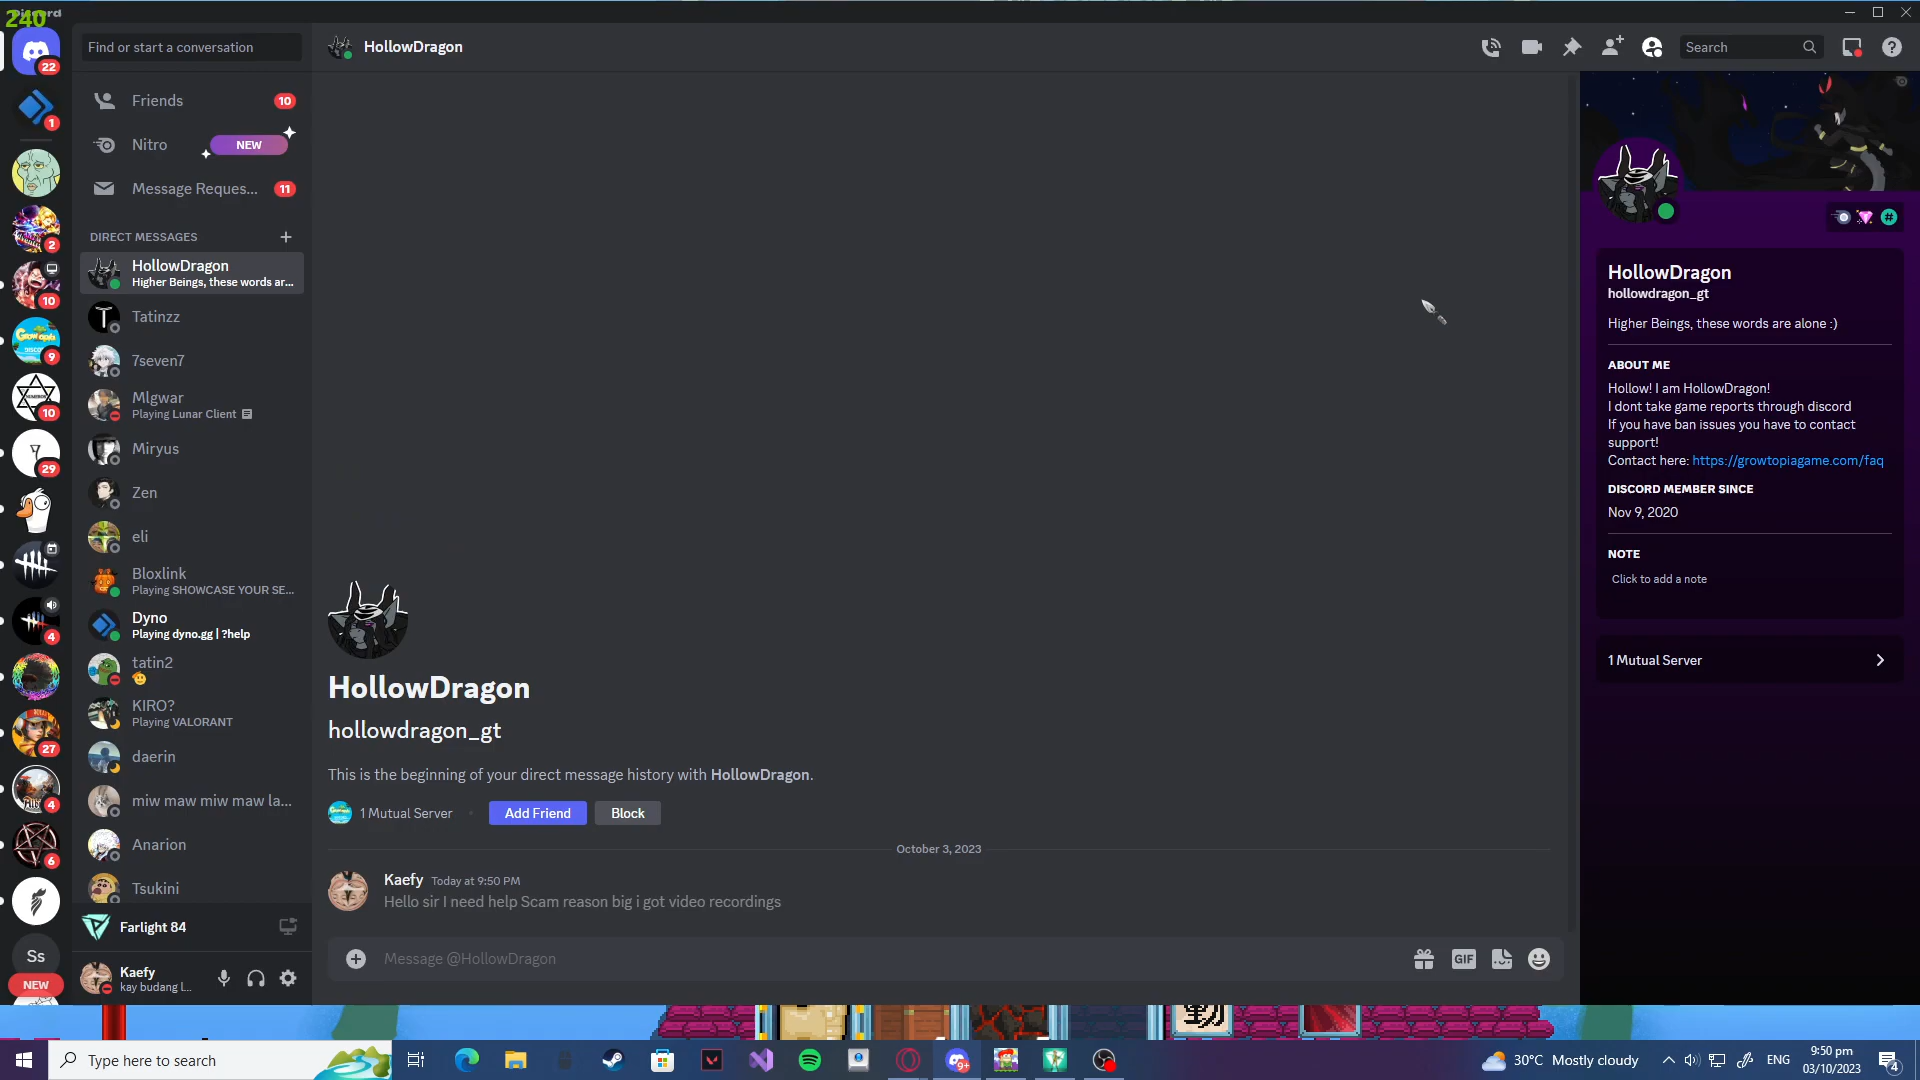 240
Discord
22
Find or start a conversation
HollowDragon
Search
1
Friends
10
Nitro
NEW
Message Reques...
11
DIRECT MESSAGES
HollowDragon
Higher Beings, these words ar...
Tatinzz
7seven7
Mlgwar
Playing Lunar Client
Miryus
Zen
eli
Bloxlink
Playing SHOWCASE YOUR SE...
Dyno
Playing dyno.gg | ?help
tatin2
KIRO?
Playing VALORANT
daerin
miw maw miw maw la...
Anarion
Tsukini
2
10
9
10
29
4
27
4
6
Ss
NEW
Farlight 84
Kaefy
kay budang l...
HollowDragon
hollowdragon_gt
This is the beginning of your direct message history with HollowDragon.
1 Mutual Server
Add Friend
Block
October 3, 2023
Kaefy Today at 9:50 PM
Hello sir I need help Scam reason big i got video recordings
Message @HollowDragon
GIF
HollowDragon
hollowdragon_gt
Higher Beings, these words are alone :)
ABOUT ME
Hollow! I am HollowDragon!
I dont take game reports through discord
If you have ban issues you have to contact
support!
Contact here: https://growtopiagame.com/faq
DISCORD MEMBER SINCE
Nov 9, 2020
NOTE
Click to add a note
1 Mutual Server
Type here to search
9+
30°C Mostly cloudy
ENG
9:50 pm
03/10/2023
4